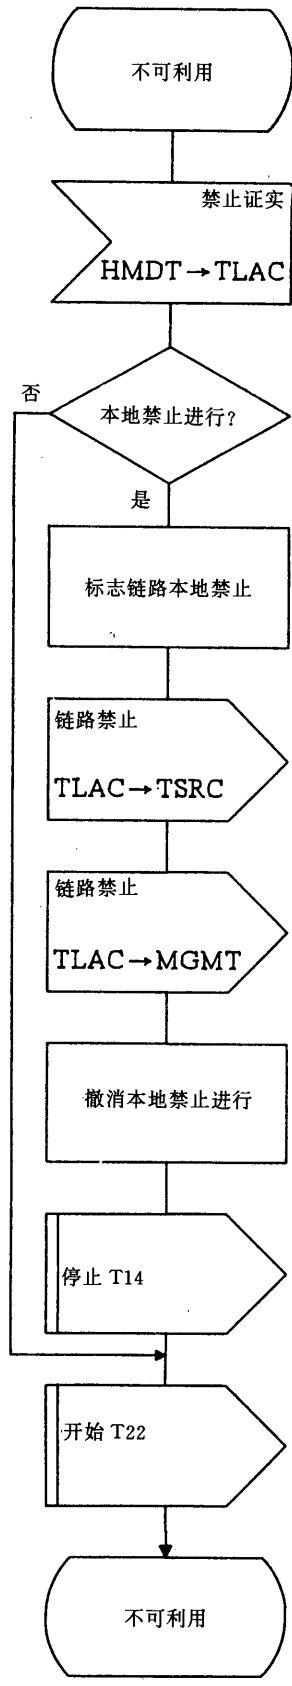 不可利用
禁止证实
HMDT→TLAC
本地禁止进行?
否
是
标志链路本地禁止
链路禁止
TLAC→TSRC
链路禁止
TLAC→MGMT
撤消本地禁止进行
停止 T14
开始 T22
不可利用